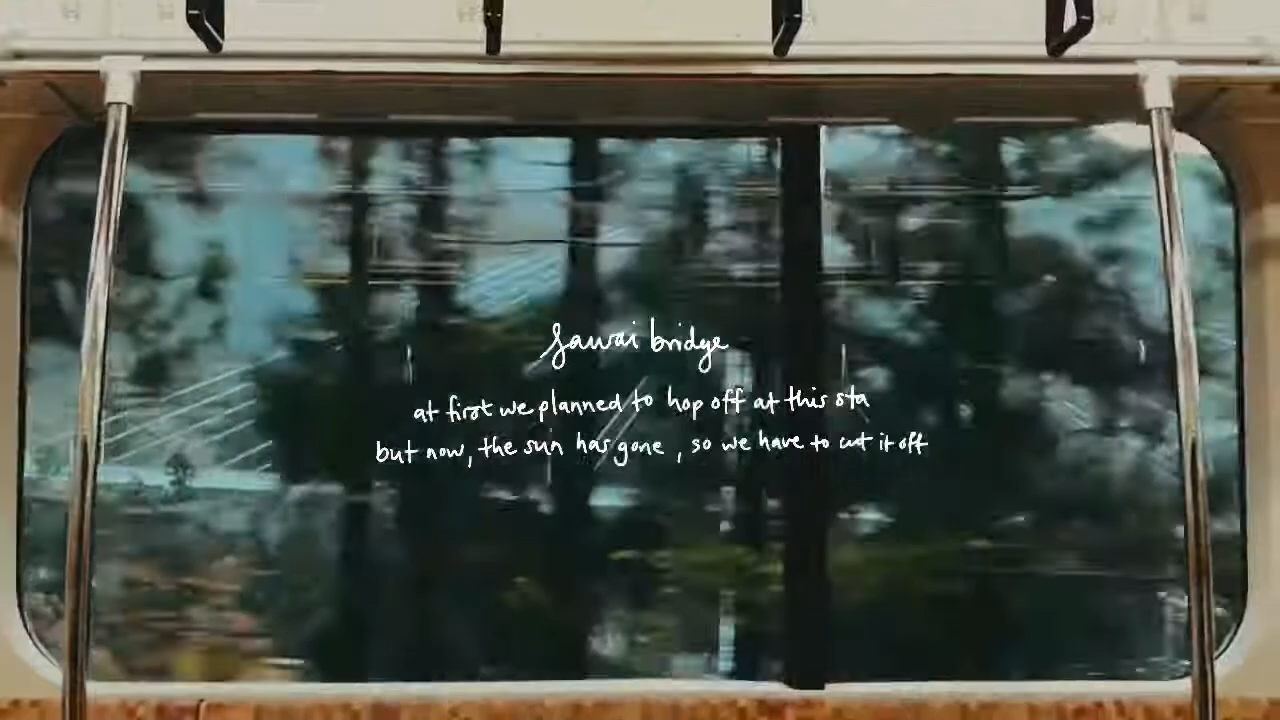 sawai bridge
at first we planned to hop off at this sta
but now, the sun has gone, so we have to cut it off